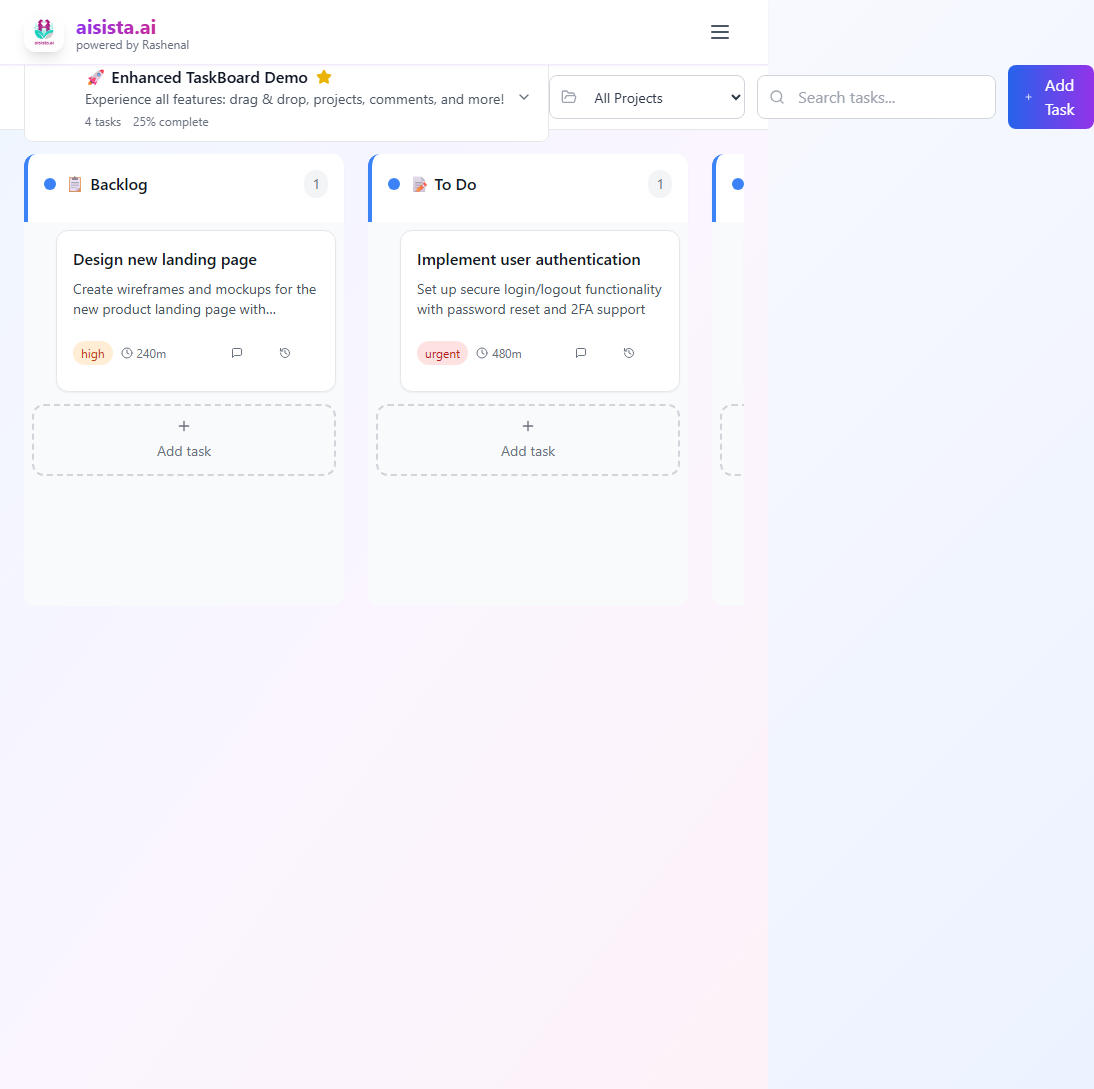 aisista.ai
powered by Rashenal
aisista.ai
🚀 Enhanced TaskBoard Demo ⭐
Experience all features: drag & drop, projects, comments, and more!
4 tasks 25% complete
All Projects
Search tasks...
+ Add
Task
📋 Backlog 1
Design new landing page
Create wireframes and mockups for the
new product landing page with...
high 240m
+
Add task
📝 To Do 1
Implement user authentication
Set up secure login/logout functionality
with password reset and 2FA support
urgent 480m
+
Add task